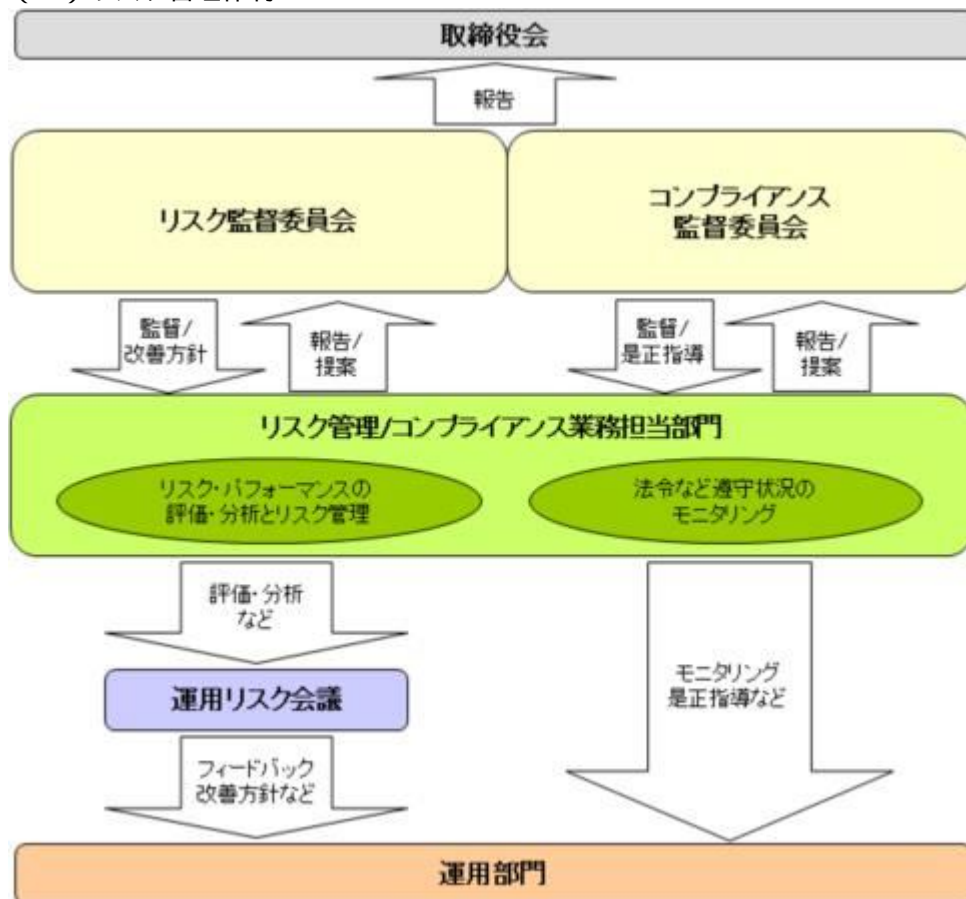 取締役会
報告
リスク監督委員会
コンプライアンス
監督委員会
監督/
改善方針
報告/
提案
監督/
是正指導
報告/
提案
リスク管理/コンプライアンス業務担当部門
リスク・パフォーマンスの
評価・分析とリスク管理
法令など遵守状況の
モニタリング
評価・分析
など
運用リスク会議
モニタリング
是正指導など
フィードバック
改善方針など
運用部門